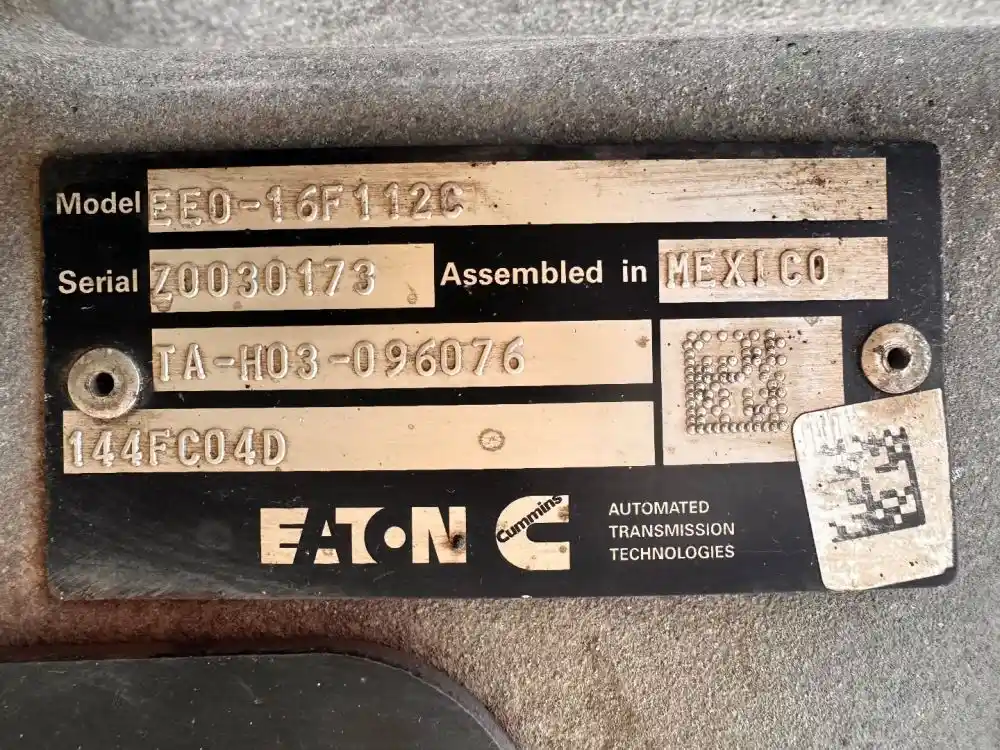 Model EEO-16F112C
Serial Z0030173 Assembled in MEXICO
TA-H03-096076
144FC04D
EATON Cummins AUTOMATED
TRANSMISSION
TECHNOLOGIES